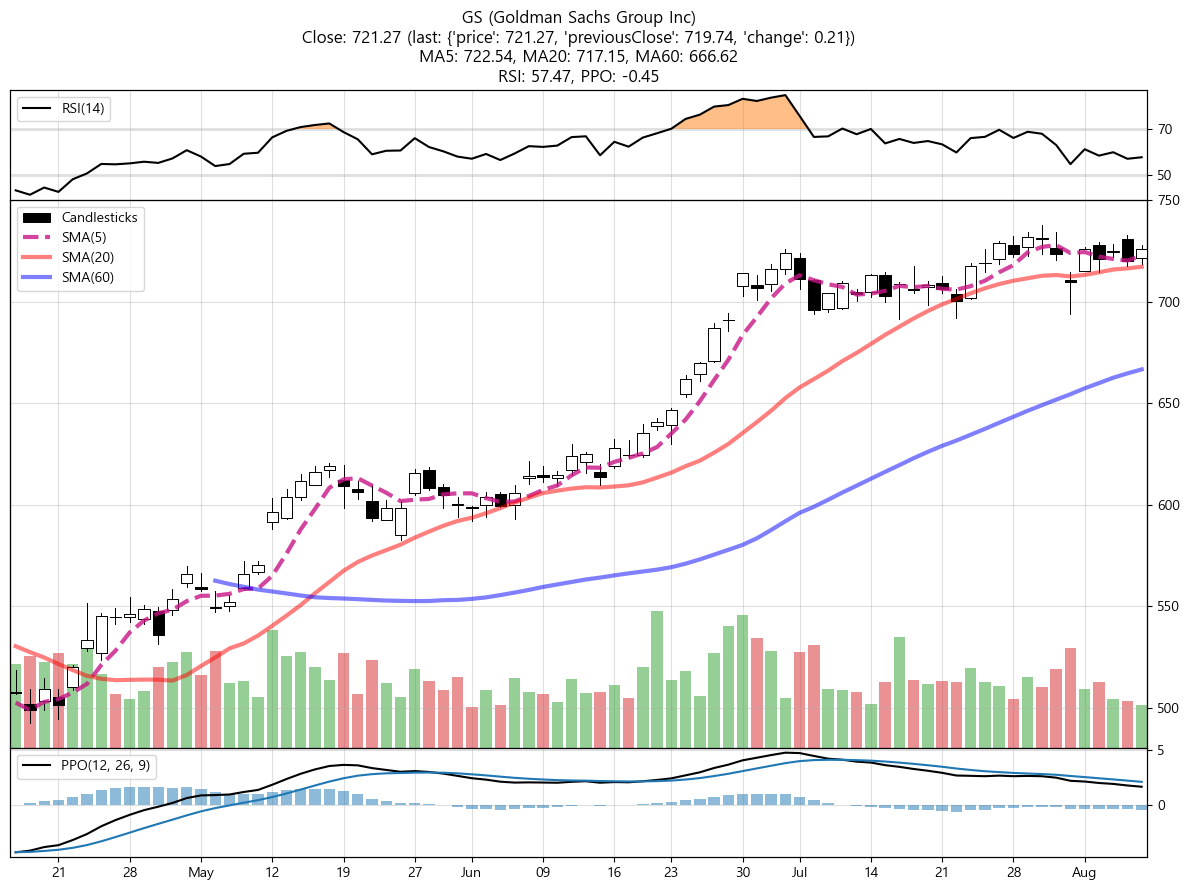 GS (Goldman Sachs Group Inc)
Close: 721.27 (last: {'price': 721.27, 'previousClose': 719.74, 'change': 0.21})
MA5: 722.54, MA20: 717.15, MA60: 666.62
RSI: 57.47, PPO: -0.45
RSI(14)
70
50
750
Candlesticks
SMA(5)
SMA(20)
SMA(60)
700
650
600
550
500
PPO(12, 26, 9)
5
0
21 28 May 12 19 27 Jun 09 16 23 30 Jul 14 21 28 Aug